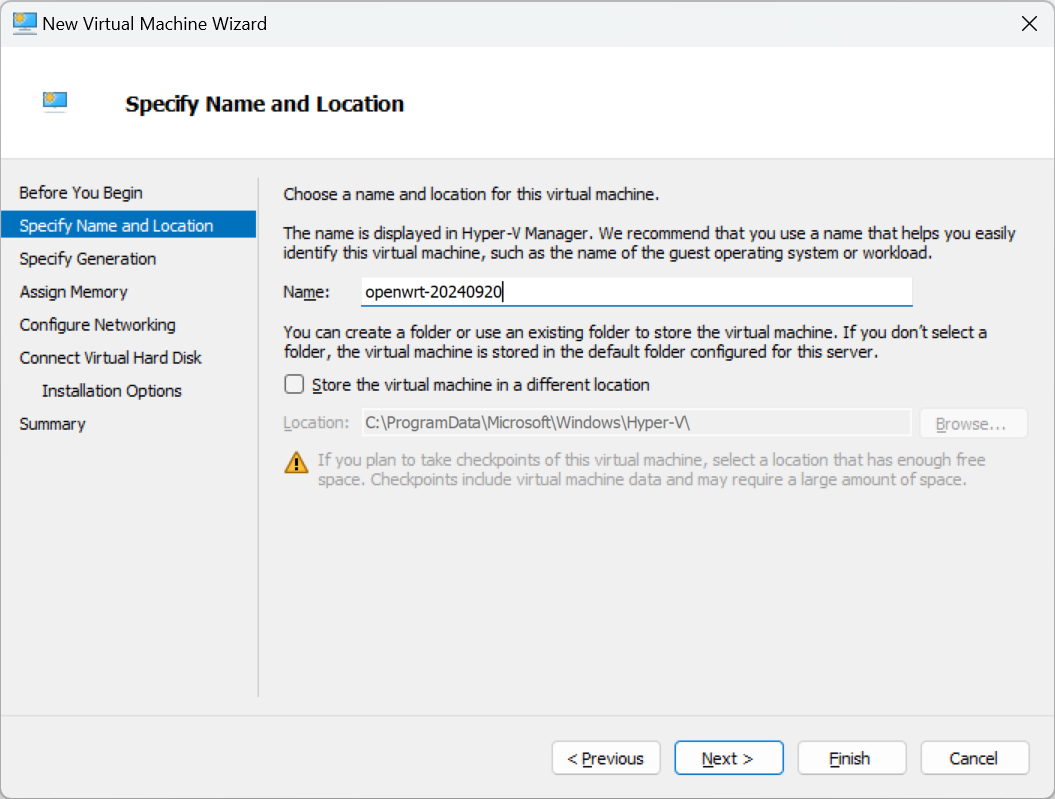 New Virtual Machine Wizard
Specify Name and Location
Before You Begin
Specify Name and Location
Specify Generation
Assign Memory
Configure Networking
Connect Virtual Hard Disk
Installation Options
Summary
Choose a name and location for this virtual machine.
The name is displayed in Hyper-V Manager. We recommend that you use a name that helps you easily
identify this virtual machine, such as the name of the guest operating system or workload.
Name: openwrt-20240920
You can create a folder or use an existing folder to store the virtual machine. If you don't select a
folder, the virtual machine is stored in the default folder configured for this server.
Store the virtual machine in a different location
Location: C:\ProgramData\Microsoft\Windows\Hyper-V\ Browse...
If you plan to take checkpoints of this virtual machine, select a location that has enough free
space. Checkpoints include virtual machine data and may require a large amount of space.
< Previous Next > Finish Cancel